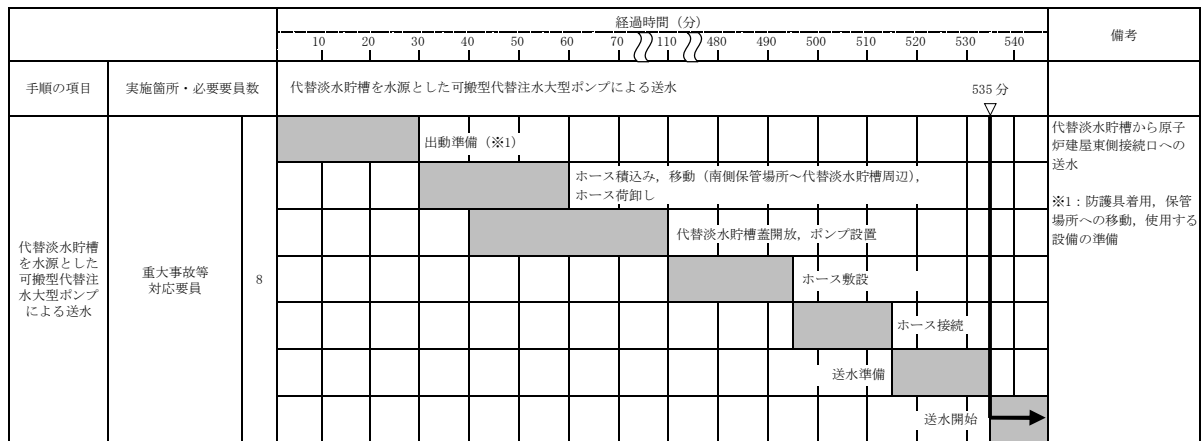 経過時間（分）
備考
10 20 30 40 50 60 70 110 480 490 500 510 520 530 540
手順の項目
実施箇所・必要要員数
代替淡水貯槽を水源とした可搬型代替注水大型ポンプによる送水
535 分
代替淡水貯槽
を水源とした
可搬型代替注
水大型ポンプ
による送水
重大事故等
対応要員
8
出動準備（※1）
ホース積込み，移動（南側保管場所～代替淡水貯槽周辺），
ホース荷卸し
代替淡水貯槽蓋開放，ポンプ設置
ホース敷設
ホース接続
送水準備
送水開始
代替淡水貯槽から原子
炉建屋東側接続口への
送水
※1：防護具着用，保管
場所への移動，使用する
設備の準備